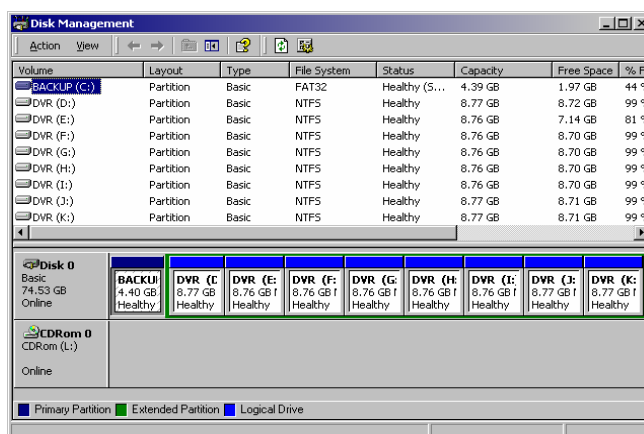 Disk Management
Action View
Volume Layout Type File System Status Capacity Free Space % F
BACKUP (C:) Partition Basic FAT32 Healthy (S... 4.39 GB 1.97 GB 44 %
DVR (D:) Partition Basic NTFS Healthy 8.77 GB 8.72 GB 99 %
DVR (E:) Partition Basic NTFS Healthy 8.76 GB 7.14 GB 81 %
DVR (F:) Partition Basic NTFS Healthy 8.76 GB 8.70 GB 99 %
DVR (G:) Partition Basic NTFS Healthy 8.76 GB 8.70 GB 99 %
DVR (H:) Partition Basic NTFS Healthy 8.76 GB 8.70 GB 99 %
DVR (I:) Partition Basic NTFS Healthy 8.76 GB 8.70 GB 99 %
DVR (J:) Partition Basic NTFS Healthy 8.77 GB 8.71 GB 99 %
DVR (K:) Partition Basic NTFS Healthy 8.77 GB 8.71 GB 99 %
Disk 0
Basic
74.53 GB
Online
BACKU DVR (D DVR (E: DVR (F: DVR (G: DVR (H: DVR (I: DVR (J: DVR (K:
4.40 GB 8.77 GB 8.76 GB 8.76 GB 8.76 GB 8.76 GB 8.76 GB 8.77 GB 8.77 GB
Healthy Healthy Healthy Healthy Healthy Healthy Healthy Healthy Healthy
CDRom 0
CDRom (L:)
Online
Primary Partition Extended Partition Logical Drive